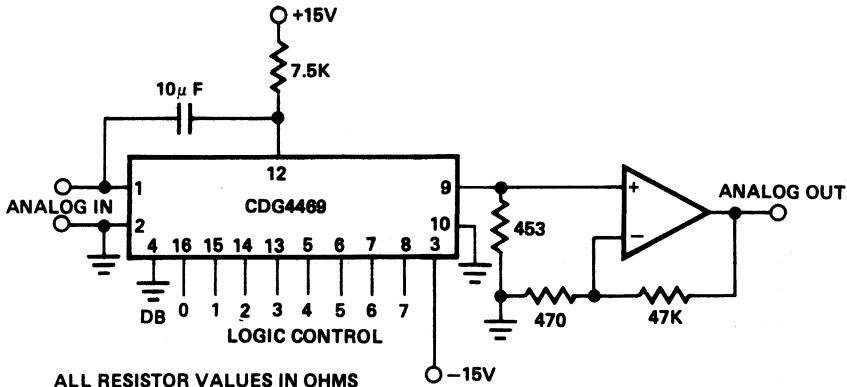 +15V
7.5K
10μ F
12
1
CDG4469
9
ANALOG IN
2
10
4 16 15 14 13 5 6 7 8 3
DB 0 1 2 3 4 5 6 7
LOGIC CONTROL
453
+
−
ANALOG OUT
470
47K
−15V
ALL RESISTOR VALUES IN OHMS